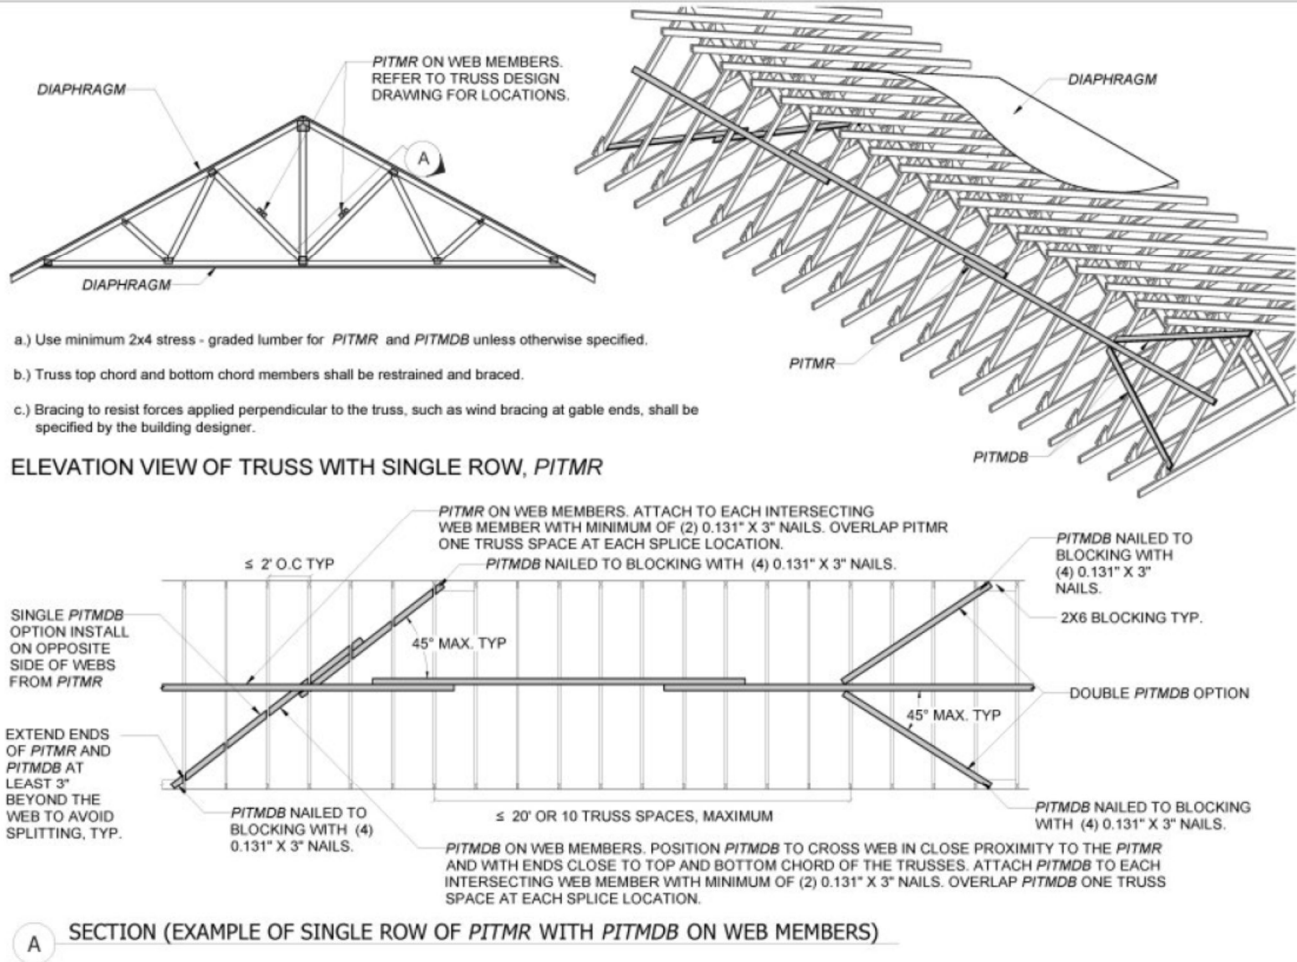 DIAPHRAGM
PITMR ON WEB MEMBERS.
REFER TO TRUSS DESIGN
DRAWING FOR LOCATIONS.
A
DIAPHRAGM
DIAPHRAGM
PITMR
PITMDB
a.) Use minimum 2x4 stress - graded lumber for PITMR and PITMDB unless otherwise specified.
b.) Truss top chord and bottom chord members shall be restrained and braced.
c.) Bracing to resist forces applied perpendicular to the truss, such as wind bracing at gable ends, shall be
specified by the building designer.
ELEVATION VIEW OF TRUSS WITH SINGLE ROW, PITMR
PITMR ON WEB MEMBERS. ATTACH TO EACH INTERSECTING
WEB MEMBER WITH MINIMUM OF (2) 0.131" X 3" NAILS. OVERLAP PITMR
ONE TRUSS SPACE AT EACH SPLICE LOCATION.
≤ 2' O.C TYP
PITMDB NAILED TO BLOCKING WITH (4) 0.131" X 3" NAILS.
PITMDB NAILED TO
BLOCKING WITH
(4) 0.131" X 3"
NAILS.
2X6 BLOCKING TYP.
SINGLE PITMDB
OPTION INSTALL
ON OPPOSITE
SIDE OF WEBS
FROM PITMR
45° MAX. TYP
DOUBLE PITMDB OPTION
45° MAX. TYP
EXTEND ENDS
OF PITMR AND
PITMDB AT
LEAST 3"
BEYOND THE
WEB TO AVOID
SPLITTING, TYP.
PITMDB NAILED TO
BLOCKING WITH (4)
0.131" X 3" NAILS.
≤ 20' OR 10 TRUSS SPACES, MAXIMUM
PITMDB NAILED TO BLOCKING
WITH (4) 0.131" X 3" NAILS.
PITMDB ON WEB MEMBERS. POSITION PITMDB TO CROSS WEB IN CLOSE PROXIMITY TO THE PITMR
AND WITH ENDS CLOSE TO TOP AND BOTTOM CHORD OF THE TRUSSES. ATTACH PITMDB TO EACH
INTERSECTING WEB MEMBER WITH MINIMUM OF (2) 0.131" X 3" NAILS. OVERLAP PITMDB ONE TRUSS
SPACE AT EACH SPLICE LOCATION.
A SECTION (EXAMPLE OF SINGLE ROW OF PITMR WITH PITMDB ON WEB MEMBERS)